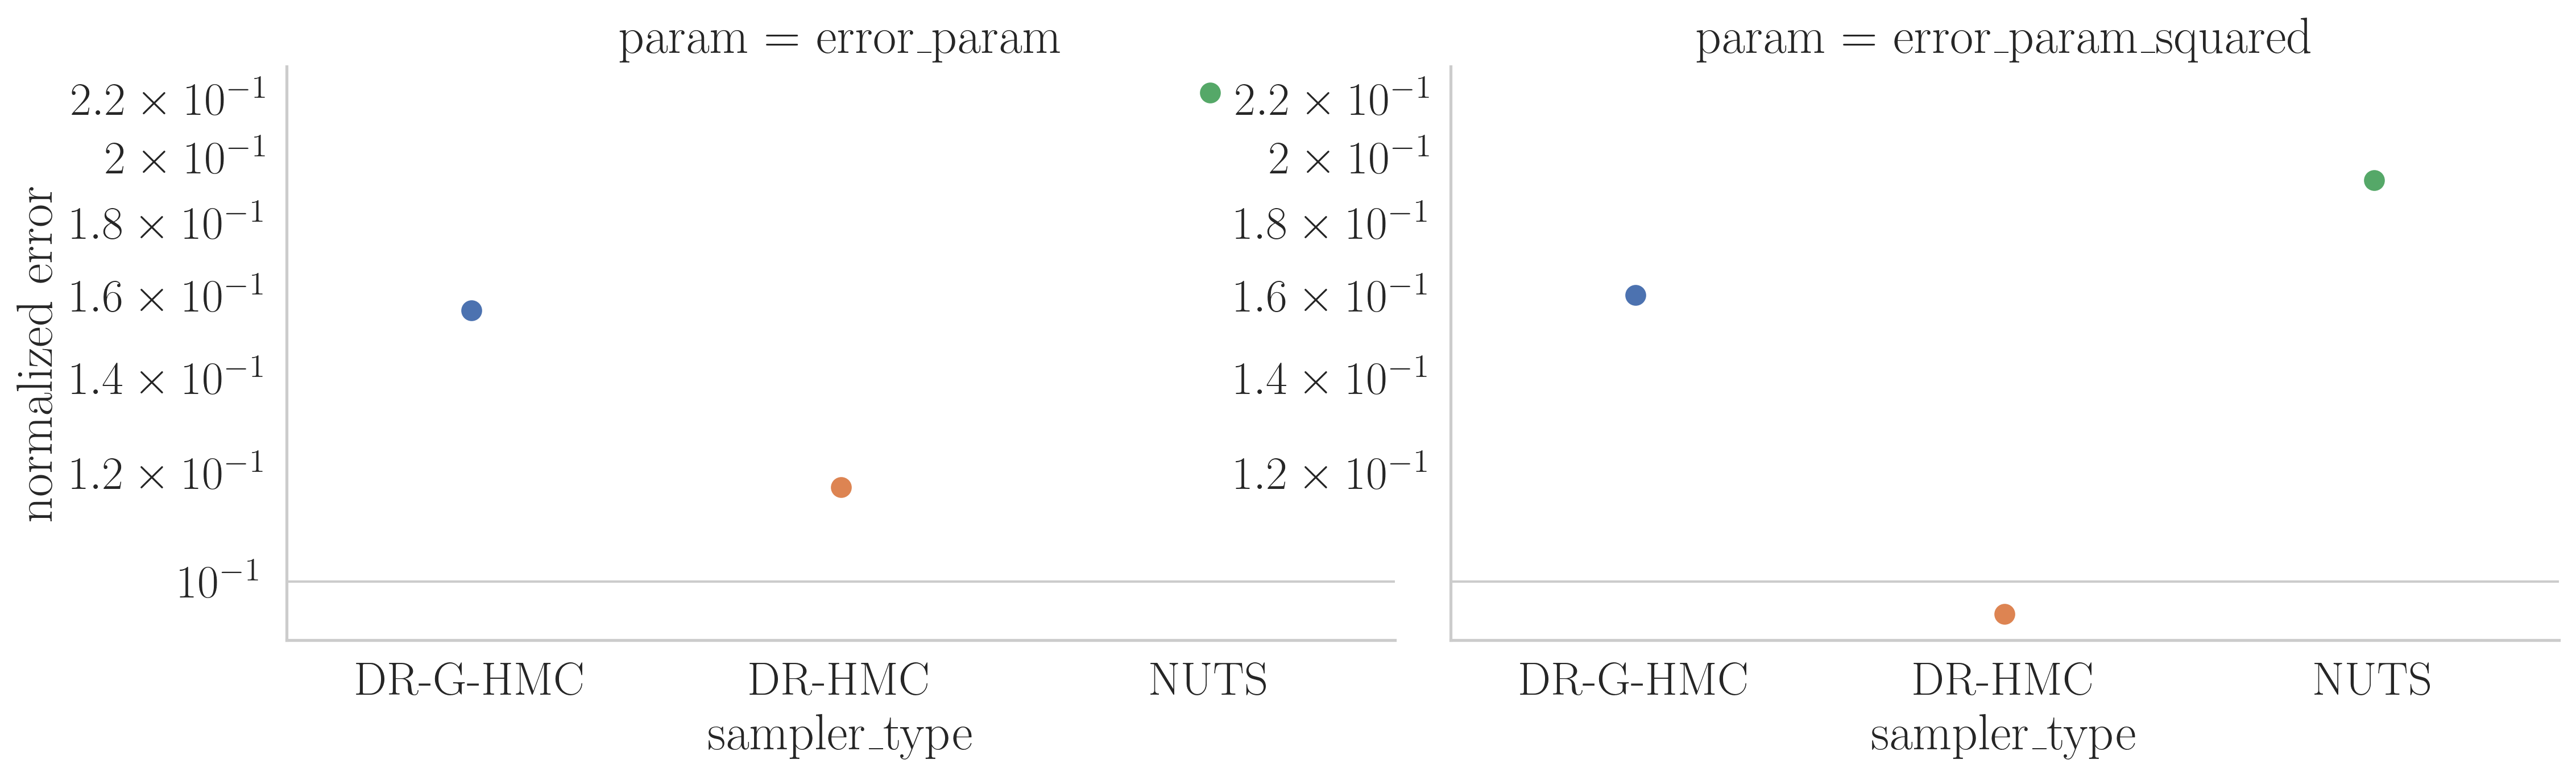 param = error_param
2.2 × 10⁻¹
2 × 10⁻¹
1.8 × 10⁻¹
1.6 × 10⁻¹
1.4 × 10⁻¹
1.2 × 10⁻¹
10⁻¹
normalized error
DR-G-HMC DR-HMC NUTS
sampler_type
param = error_param_squared
2.2 × 10⁻¹
2 × 10⁻¹
1.8 × 10⁻¹
1.6 × 10⁻¹
1.4 × 10⁻¹
1.2 × 10⁻¹
DR-G-HMC DR-HMC NUTS
sampler_type